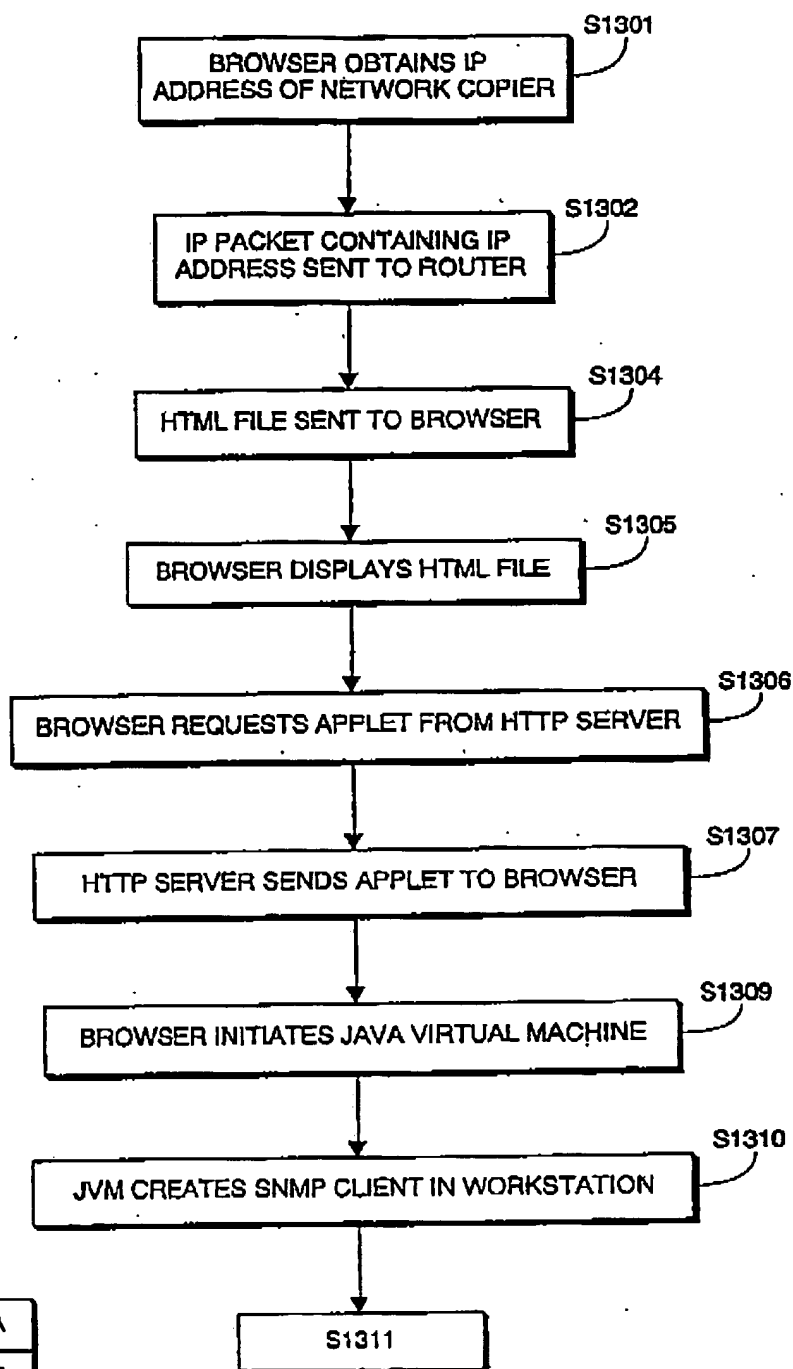 S1301
BROWSER OBTAINS IP
ADDRESS OF NETWORK COPIER
S1302
IP PACKET CONTAINING IP
ADDRESS SENT TO ROUTER
S1304
HTML FILE SENT TO BROWSER
S1305
BROWSER DISPLAYS HTML FILE
S1306
BROWSER REQUESTS APPLET FROM HTTP SERVER
S1307
HTTP SERVER SENDS APPLET TO BROWSER
S1309
BROWSER INITIATES JAVA VIRTUAL MACHINE
S1310
JVM CREATES SNMP CLIENT IN WORKSTATION
S1311